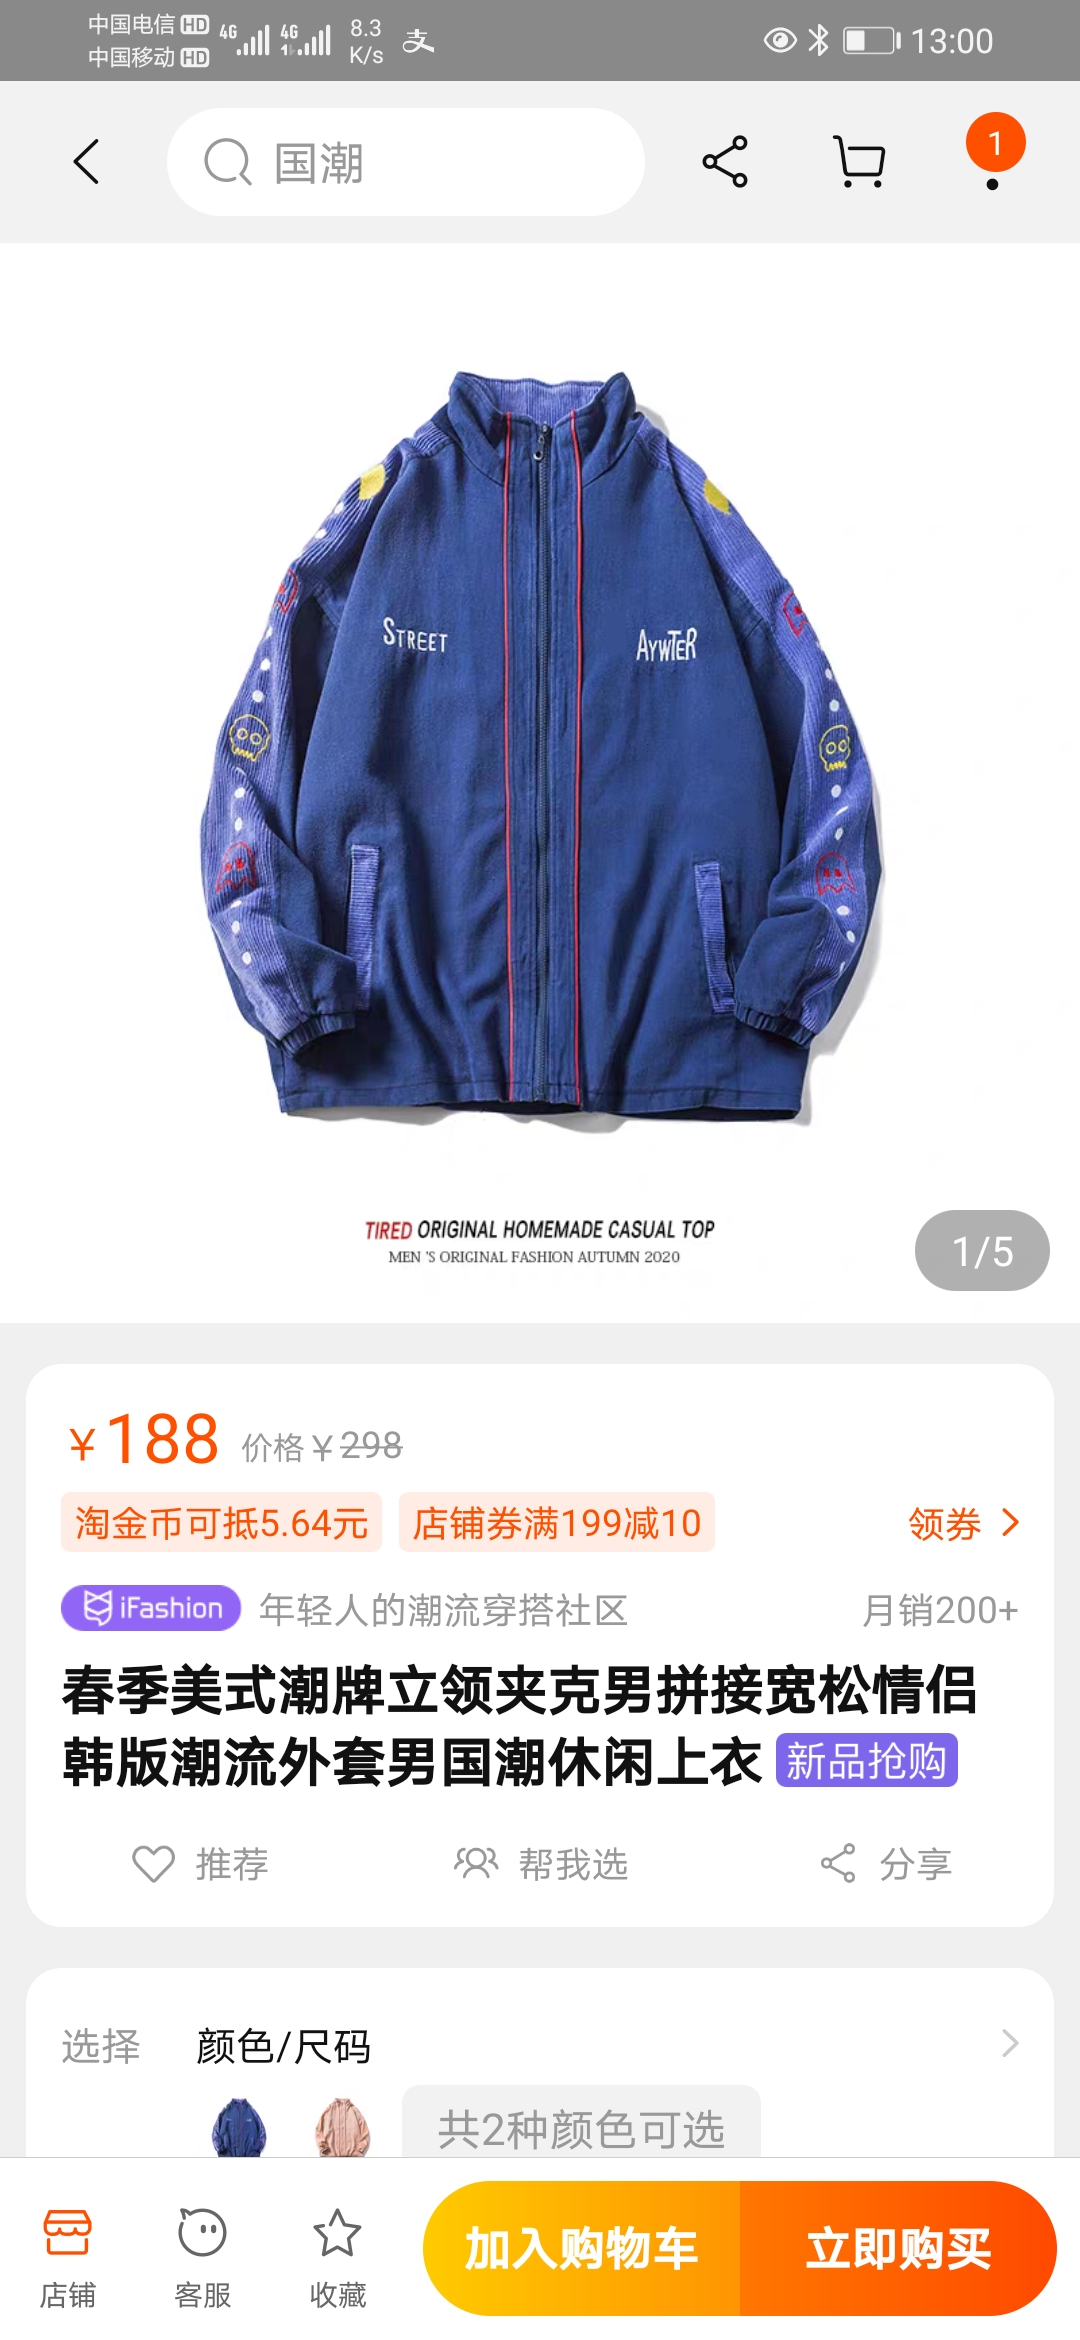 中国电信 HD 4G 4G 8.3 K/s 支 13:00
中国移动 HD
国潮
1
STREET
AYWTER
TIRED ORIGINAL HOMEMADE CASUAL TOP
MEN 'S ORIGINAL FASHION AUTUMN 2020
1/5
¥188 价格¥298
淘金币可抵5.64元 店铺券满199减10 领券
iFashion 年轻人的潮流穿搭社区 月销200+
春季美式潮牌立领夹克男拼接宽松情侣
韩版潮流外套男国潮休闲上衣 新品抢购
推荐 帮我选 分享
选择 颜色/尺码
共2种颜色可选
店铺 客服 收藏 加入购物车 立即购买